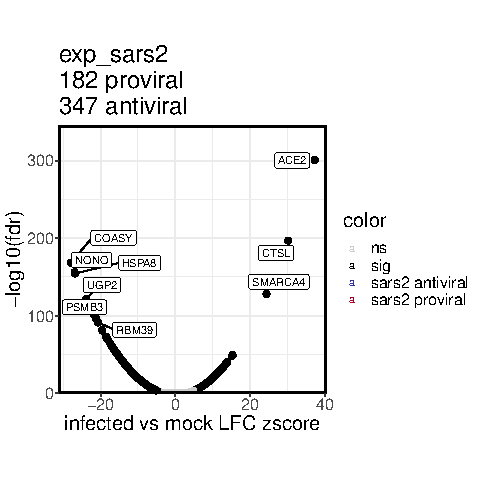 exp_sars2
182 proviral
347 antiviral
300
200
100
0
−log10(fdr)
ACE2
COASY
CTSL
NONO
HSPA8
SMARCA4
UGP2
PSMB3
RBM39
−20
0
20
40
infected vs mock LFC zscore
color
a ns
a sig
a sars2 antiviral
a sars2 proviral